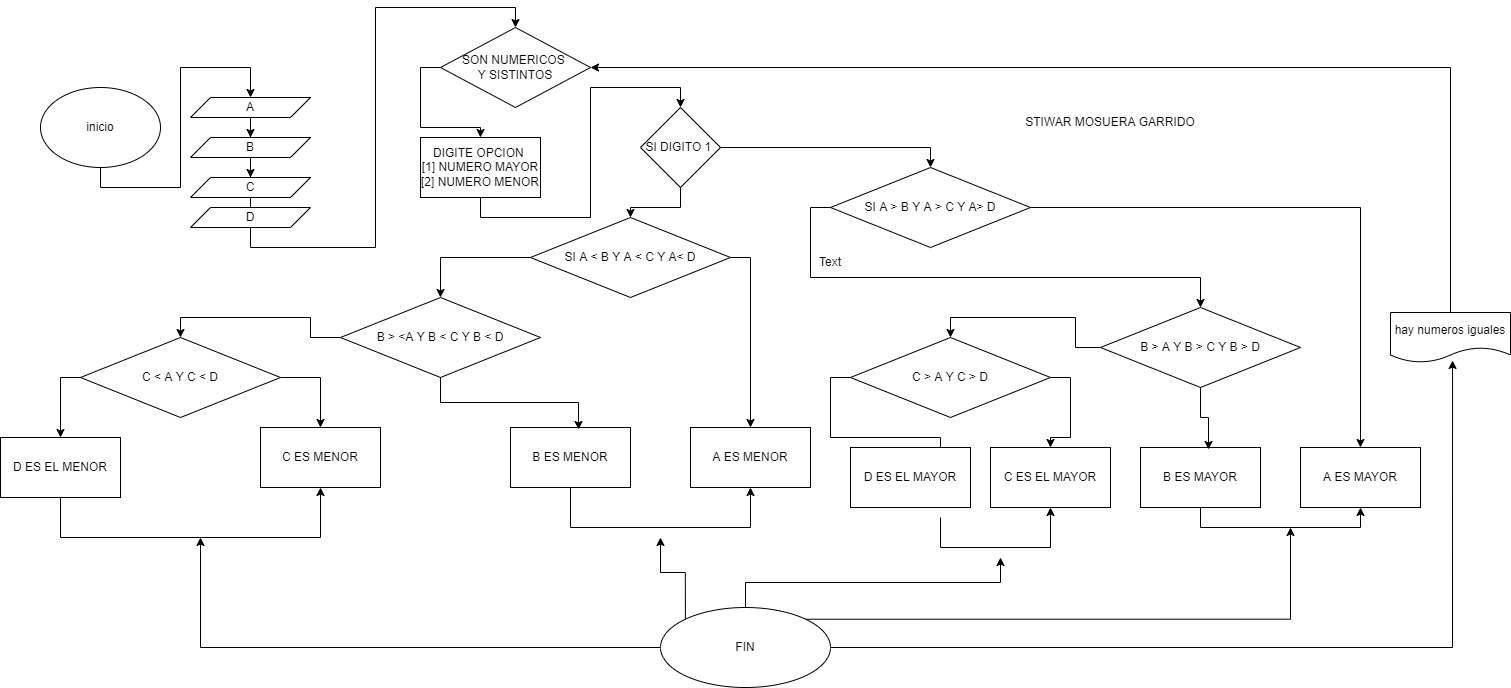 SON NUMERICOS
Y SISTINTOS
inicio
A
B
C
D
DIGITE OPCION
[1] NUMERO MAYOR
[2] NUMERO MENOR
SI DIGITO 1
STIWAR MOSUERA GARRIDO
SI A > B Y A > C Y A> D
SI A < B Y A < C Y A< D
Text
B > <A Y B < C Y B < D
hay numeros iguales
B > A Y B > C Y B > D
C < A Y C < D
C > A Y C > D
D ES EL MENOR
C ES MENOR
B ES MENOR
A ES MENOR
D ES EL MAYOR
C ES EL MAYOR
B ES MAYOR
A ES MAYOR
FIN